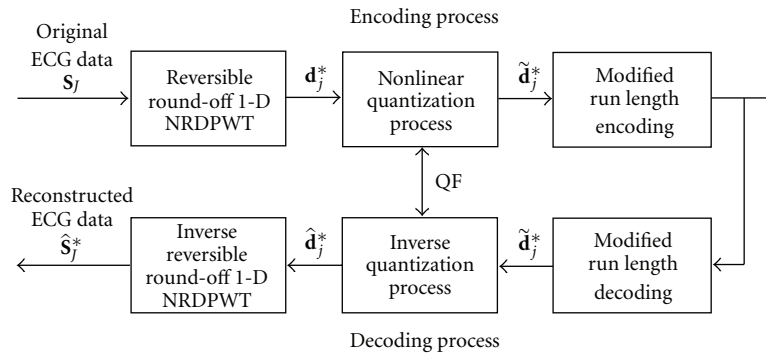 Encoding process
Original
ECG data
S_J
Reversible
round-off 1-D
NRDPWT
d*_j
Nonlinear
quantization
process
d̃*_j
Modified
run length
encoding
QF
Reconstructed
ECG data
Ŝ*_J
Inverse
reversible
round-off 1-D
NRDPWT
d̂*_j
Inverse
quantization
process
d̃*_j
Modified
run length
decoding
Decoding process